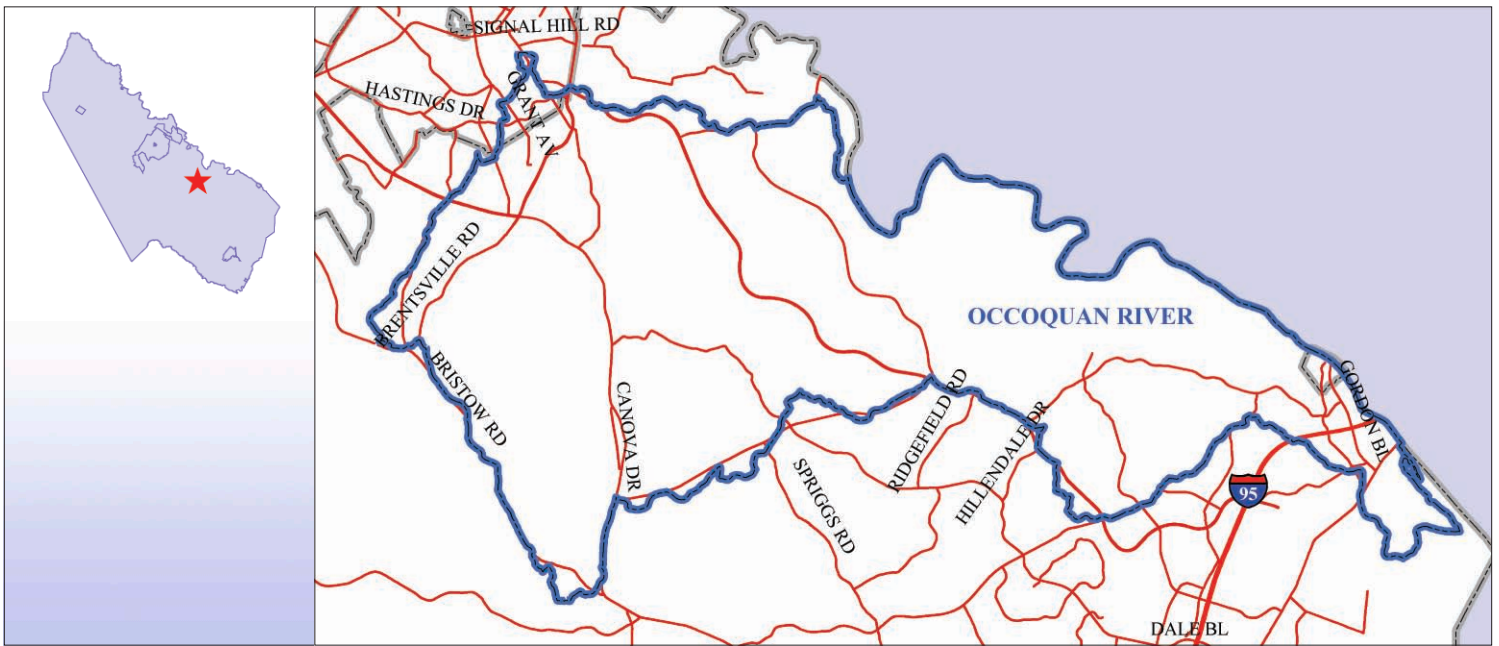 SIGNAL HILL RD
HASTINGS DR
GRANT AV
BRENTSVILLE RD
OCCOQUAN RIVER
BRISTOW RD
CANOVA DR
RIDGEFIELD RD
GORDON BL
HILLENDALE DR
SPRIGGS RD
95
DALE BL